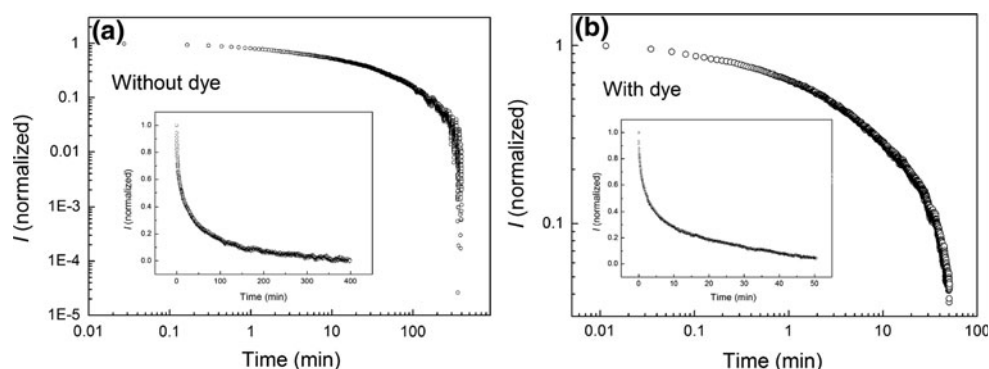 (a)
I (normalized)
1
0.1
0.01
1E-3
1E-4
1E-5
Without dye
I (normalized)
1.0
0.8
0.6
0.4
0.2
0.0
0 100 200 300 400
Time (min)
0.01 0.1 1 10 100
Time (min)
(b)
I (normalized)
1
0.1
With dye
I (normalized)
1.0
0.8
0.6
0.4
0.2
0.0
0 10 20 30 40 50
Time (min)
0.01 0.1 1 10 100
Time (min)